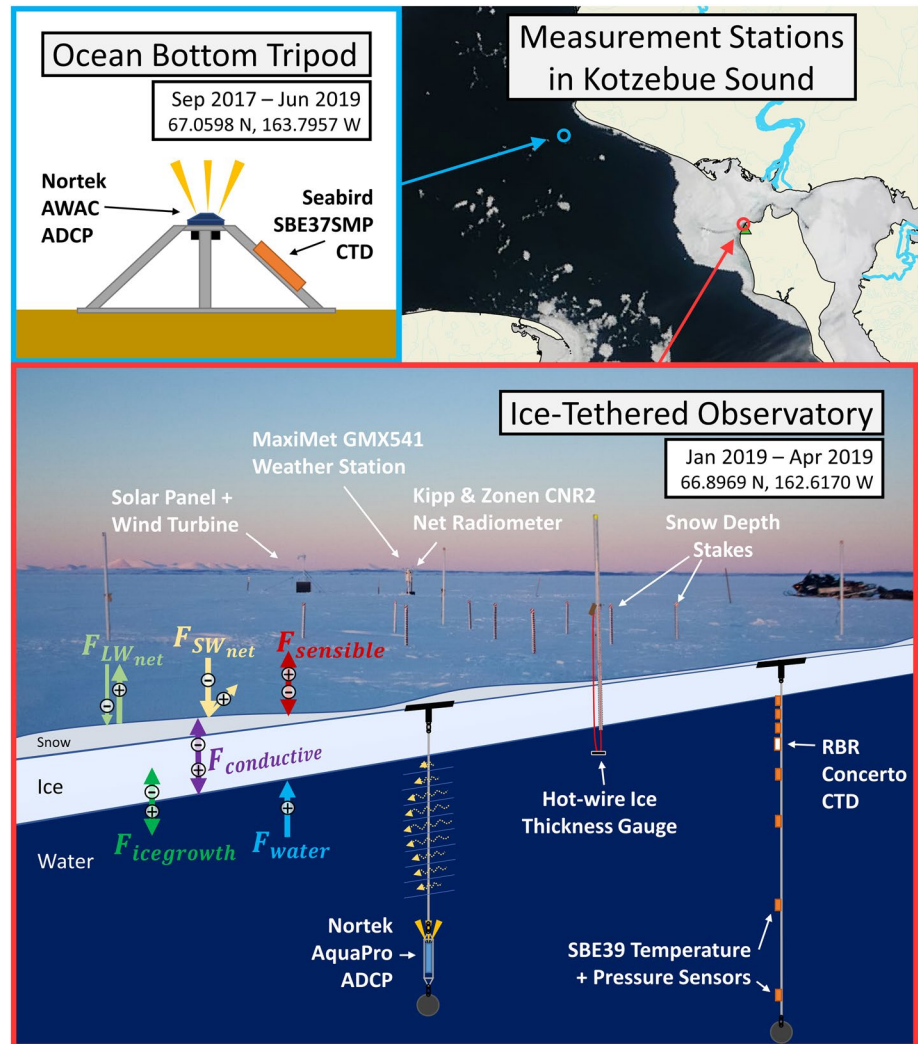 Ocean Bottom Tripod
Sep 2017 – Jun 2019
67.0598 N, 163.7957 W
Nortek
AWAC
ADCP
Seabird
SBE37SMP
CTD
Measurement Stations
in Kotzebue Sound
Ice-Tethered Observatory
Jan 2019 – Apr 2019
66.8969 N, 162.6170 W
MaxiMet GMX541
Weather Station
Solar Panel +
Wind Turbine
Kipp & Zonen CNR2
Net Radiometer
Snow Depth
Stakes
F_LW_net
F_SW_net
F_sensible
- + - + + -
Snow
- +
F_conductive
Ice
- + +
F_icegrowth
F_water
Water
Hot-wire Ice
Thickness Gauge
RBR
Concerto
CTD
Nortek
AquaPro
ADCP
SBE39 Temperature
+ Pressure Sensors